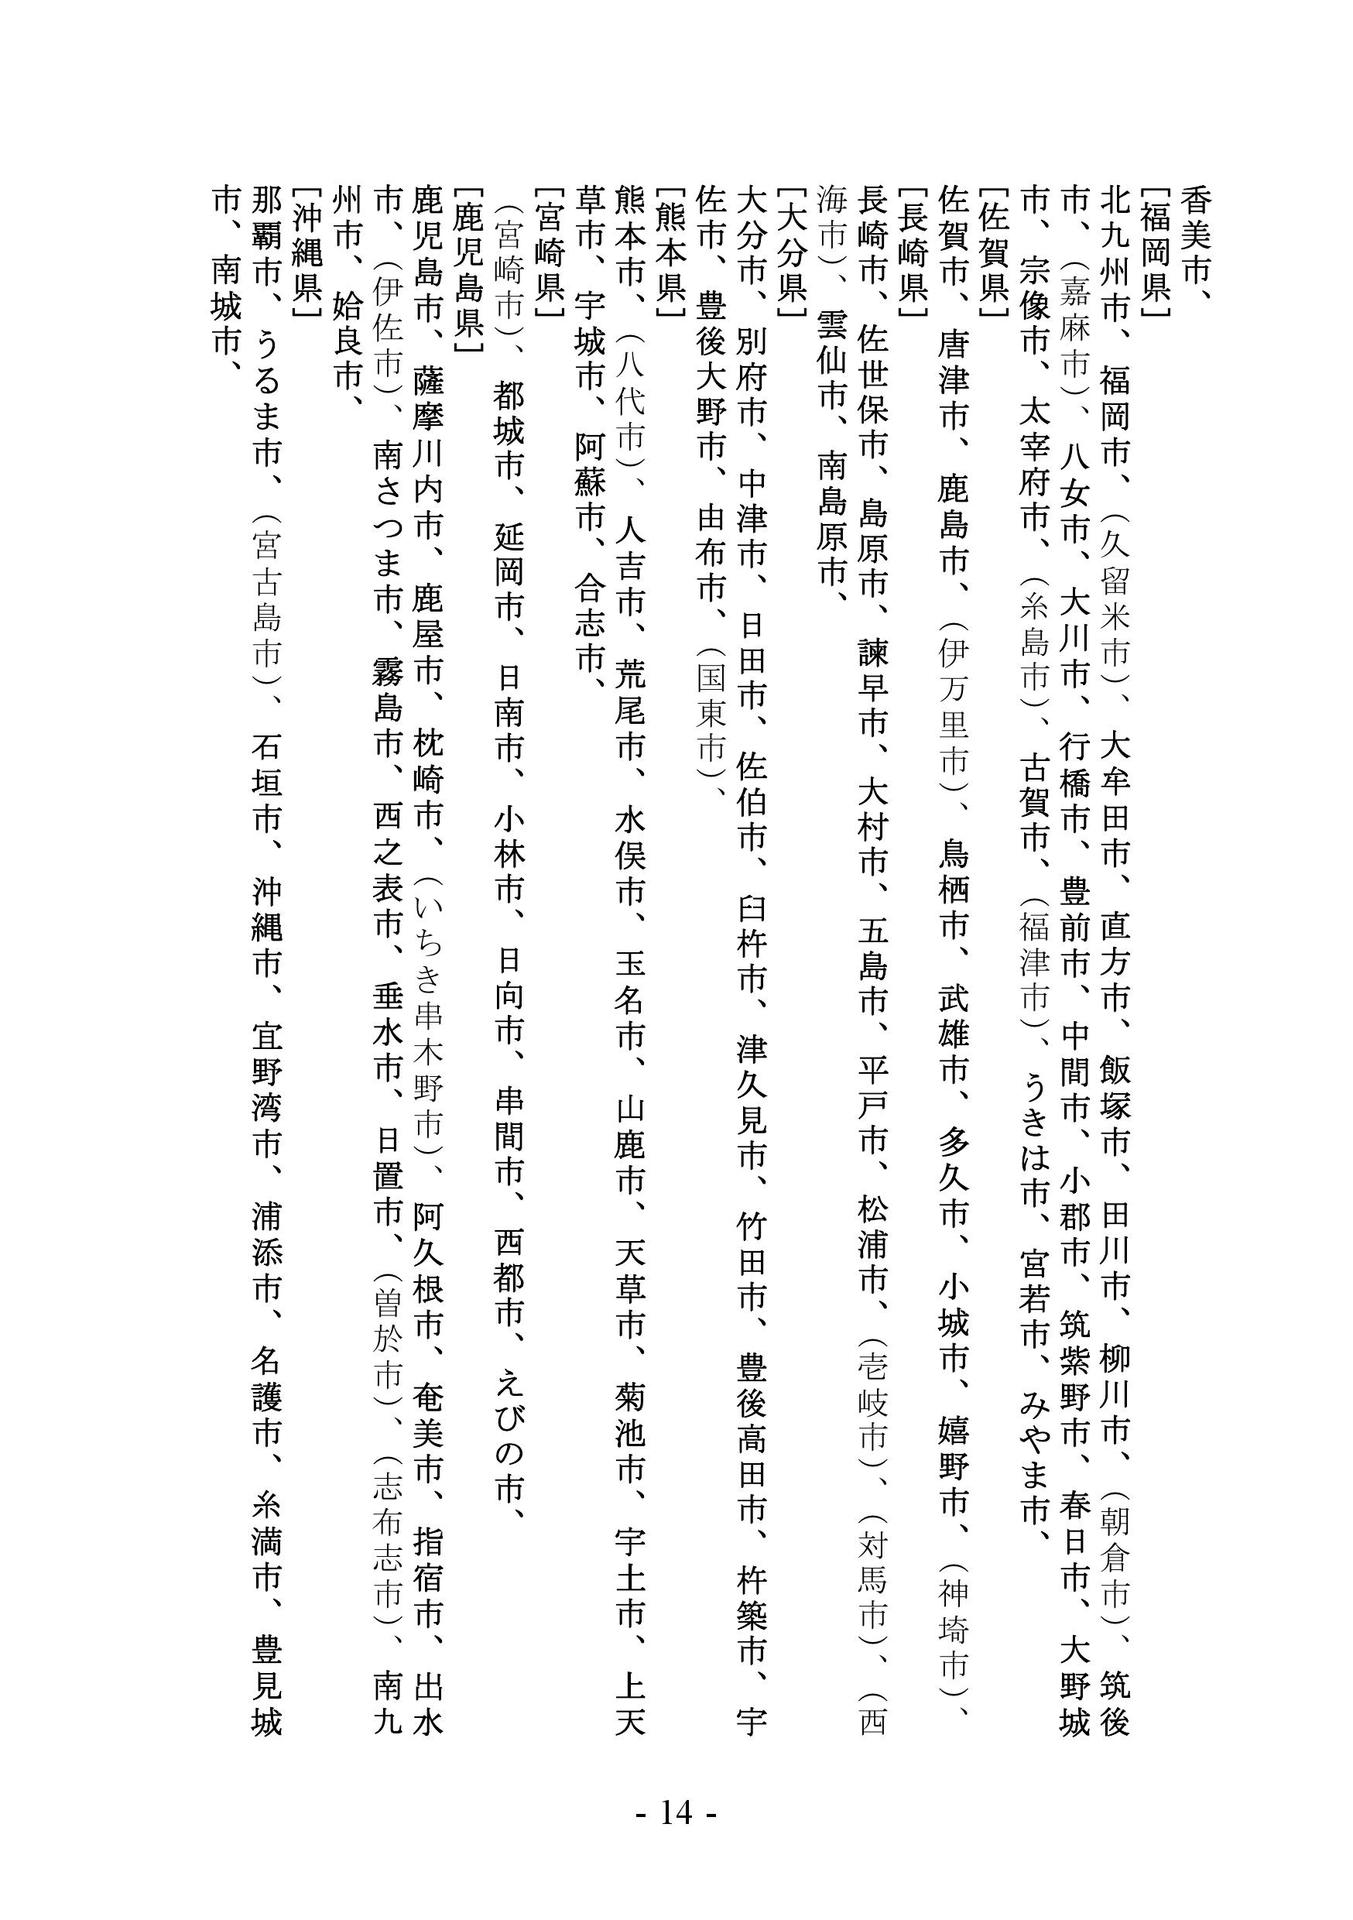 香美市、
[福岡県]
北九州市、福岡市、（久留米市）、大牟田市、直方市、飯塚市、田川市、柳川市、（朝倉市）、筑後
市、（嘉麻市）、八女市、大川市、行橋市、豊前市、中間市、小郡市、筑紫野市、春日市、大野城
市、宗像市、太宰府市、（糸島市）、古賀市、（福津市）、うきは市、宮若市、みやま市、
[佐賀県]
佐賀市、唐津市、鹿島市、（伊万里市）、鳥栖市、武雄市、多久市、小城市、嬉野市、（神埼市）、
[長崎県]
長崎市、佐世保市、島原市、諫早市、大村市、五島市、平戸市、松浦市、（壱岐市）、（対馬市）、（西
海市）、雲仙市、南島原市、
[大分県]
大分市、別府市、中津市、日田市、佐伯市、臼杵市、津久見市、竹田市、豊後高田市、杵築市、宇
佐市、豊後大野市、由布市、（国東市）、
[熊本県]
熊本市、（八代市）、人吉市、荒尾市、水俣市、玉名市、山鹿市、天草市、菊池市、宇土市、上天
草市、宇城市、阿蘇市、合志市、
[宮崎県]
（宮崎市）、都城市、延岡市、日南市、小林市、日向市、串間市、西都市、えびの市、
[鹿児島県]
鹿児島市、薩摩川内市、鹿屋市、枕崎市、（いちき串木野市）、阿久根市、奄美市、指宿市、出水
市、（伊佐市）、南さつま市、霧島市、西之表市、垂水市、日置市、（曽於市）、（志布志市）、南九
州市、姶良市、
[沖縄県]
那覇市、うるま市、（宮古島市）、石垣市、沖縄市、宜野湾市、浦添市、名護市、糸満市、豊見城
市、南城市、
- 14 -